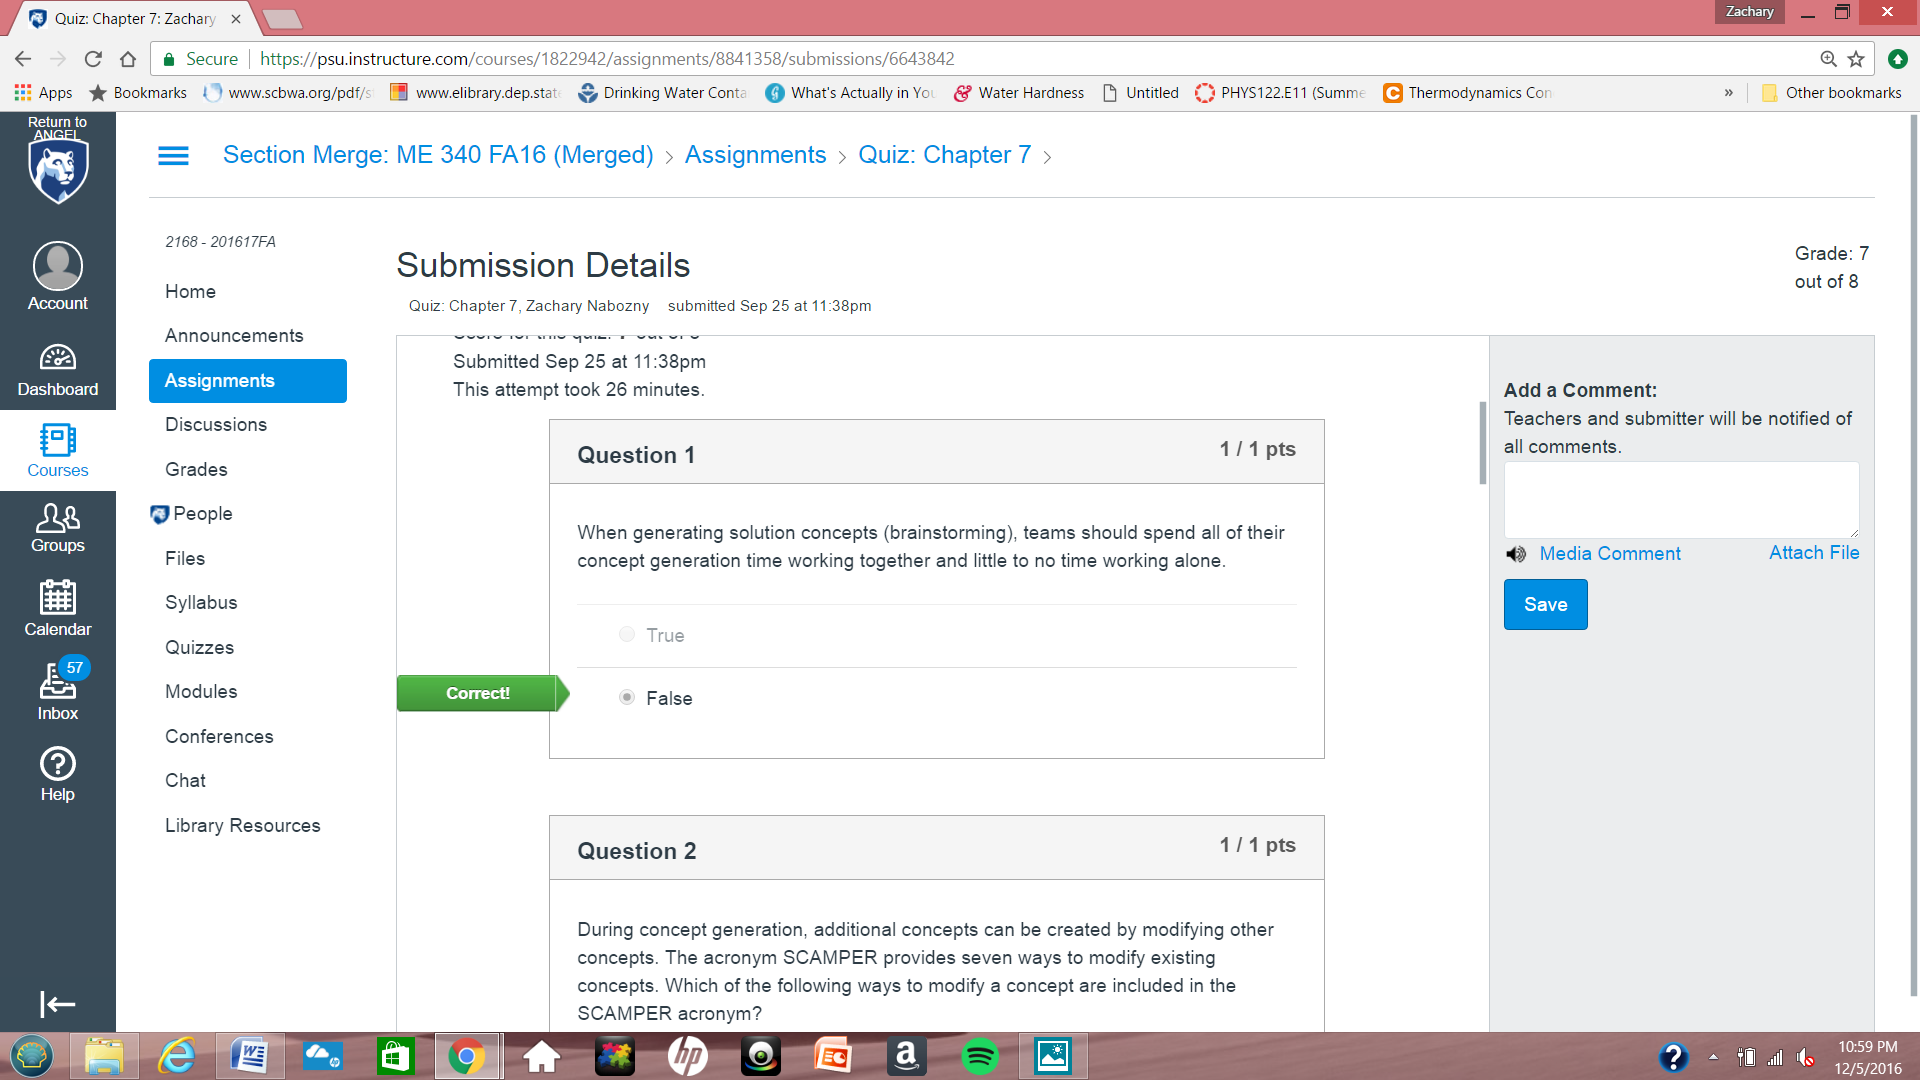 Quiz: Chapter 7: Zachary
Zachary
Secure https://psu.instructure.com/courses/1822942/assignments/8841358/submissions/6643842
Apps Bookmarks www.scbwa.org/pdf/s www.elibrary.dep.stat Drinking Water Conta What's Actually in You Water Hardness Untitled PHYS122.E11 (Summe Thermodynamics Con » Other bookmarks
Return to
ANGEL
Account
Dashboard
Courses
Groups
Calendar
57
Inbox
Help
Section Merge: ME 340 FA16 (Merged) > Assignments > Quiz: Chapter 7 >
2168 - 201617FA
Home
Announcements
Assignments
Discussions
Grades
People
Files
Syllabus
Quizzes
Modules
Conferences
Chat
Library Resources
Submission Details
Quiz: Chapter 7, Zachary Nabozny submitted Sep 25 at 11:38pm
Grade: 7
out of 8
Score for this quiz: 7 out of 8
Submitted Sep 25 at 11:38pm
This attempt took 26 minutes.
Question 1
1 / 1 pts
When generating solution concepts (brainstorming), teams should spend all of their
concept generation time working together and little to no time working alone.
True
Correct!
False
Question 2
1 / 1 pts
During concept generation, additional concepts can be created by modifying other
concepts. The acronym SCAMPER provides seven ways to modify existing
concepts. Which of the following ways to modify a concept are included in the
SCAMPER acronym?
Add a Comment:
Teachers and submitter will be notified of
all comments.
Media Comment
Attach File
Save
10:59 PM
12/5/2016